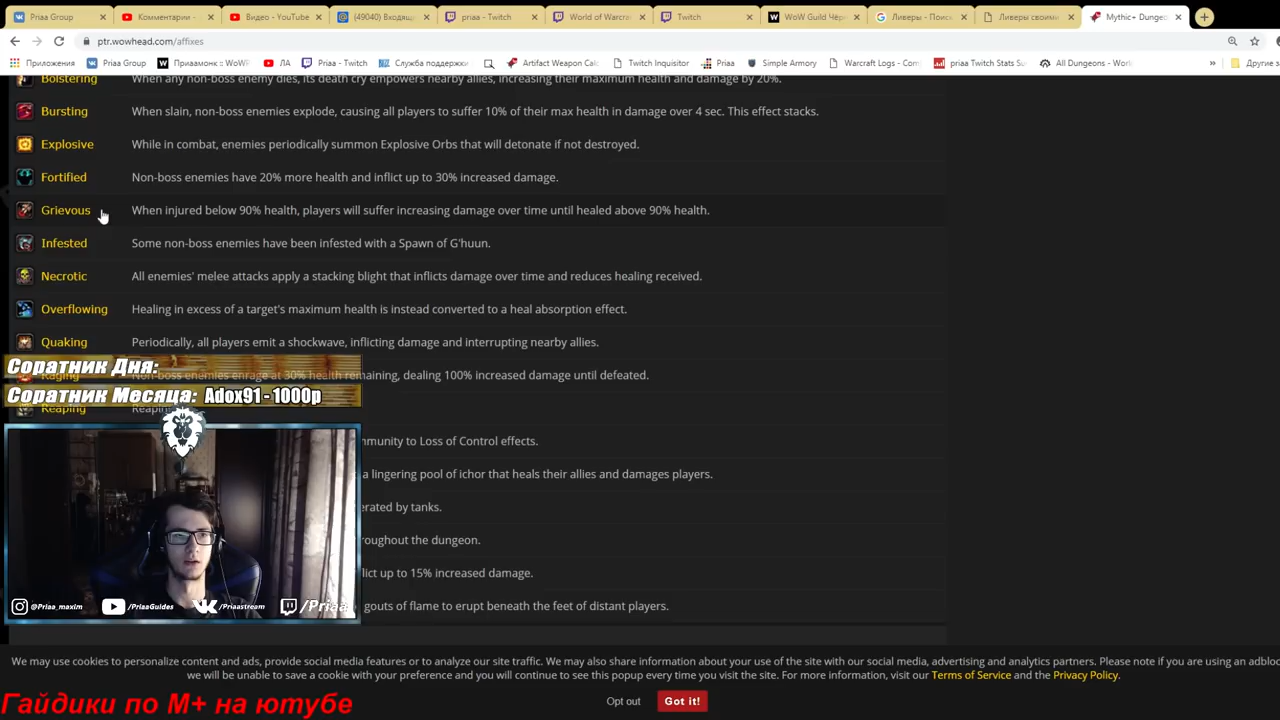 Priaa Group
Комментарии -
Видео - YouTube
(49040) Входящ
priaa - Twitch
World of Warcra
Twitch
WoW Guild Чёр
Ливеры - Поиск
Ливеры своими
Mythic+ Dunge
ptr.wowhead.com/affixes
Приложения
Priaa Group
Приаамонк :: WoW
ЛА
Priaa - Twitch
Служба поддержки
Artifact Weapon Calc
Twitch Inquisitor
Priaa
Simple Armory
Warcraft Logs - Com
priaa Twitch Stats Su
All Dungeons - Worl
»
Другие за
Bolstering When any non-boss enemy dies, its death cry empowers nearby allies, increasing their maximum health and damage by 20%.
Bursting When slain, non-boss enemies explode, causing all players to suffer 10% of their max health in damage over 4 sec. This effect stacks.
Explosive While in combat, enemies periodically summon Explosive Orbs that will detonate if not destroyed.
Fortified Non-boss enemies have 20% more health and inflict up to 30% increased damage.
Grievous When injured below 90% health, players will suffer increasing damage over time until healed above 90% health.
Infested Some non-boss enemies have been infested with a Spawn of G'huun.
Necrotic All enemies' melee attacks apply a stacking blight that inflicts damage over time and reduces healing received.
Overflowing Healing in excess of a target's maximum health is instead converted to a heal absorption effect.
Quaking Periodically, all players emit a shockwave, inflicting damage and interrupting nearby allies.
Соратник Дня:
Raging Non-boss enemies enrage at 30% health remaining, dealing 100% increased damage until defeated.
Соратник Месяца: Adox91 - 1000р
Reaping Reaping
mmunity to Loss of Control effects.
a lingering pool of ichor that heals their allies and damages players.
erated by tanks.
roughout the dungeon.
flict up to 15% increased damage.
gouts of flame to erupt beneath the feet of distant players.
@Priaa_maxim /PriaaGuides /Priaastream /Priaa
We may use cookies to personalize content and ads, provide social media features or to analyze our site traffic. We may also share information about your use of the site with our social media, advertising and analytics partners. Please note if you are using an adbloc
we will be unable to save a cookie with your preference and you will continue to see this popup every time you visit the site. For more information, visit our Terms of Service and the Privacy Policy.
Opt out Got it!
Гайдики по М+ на ютубе